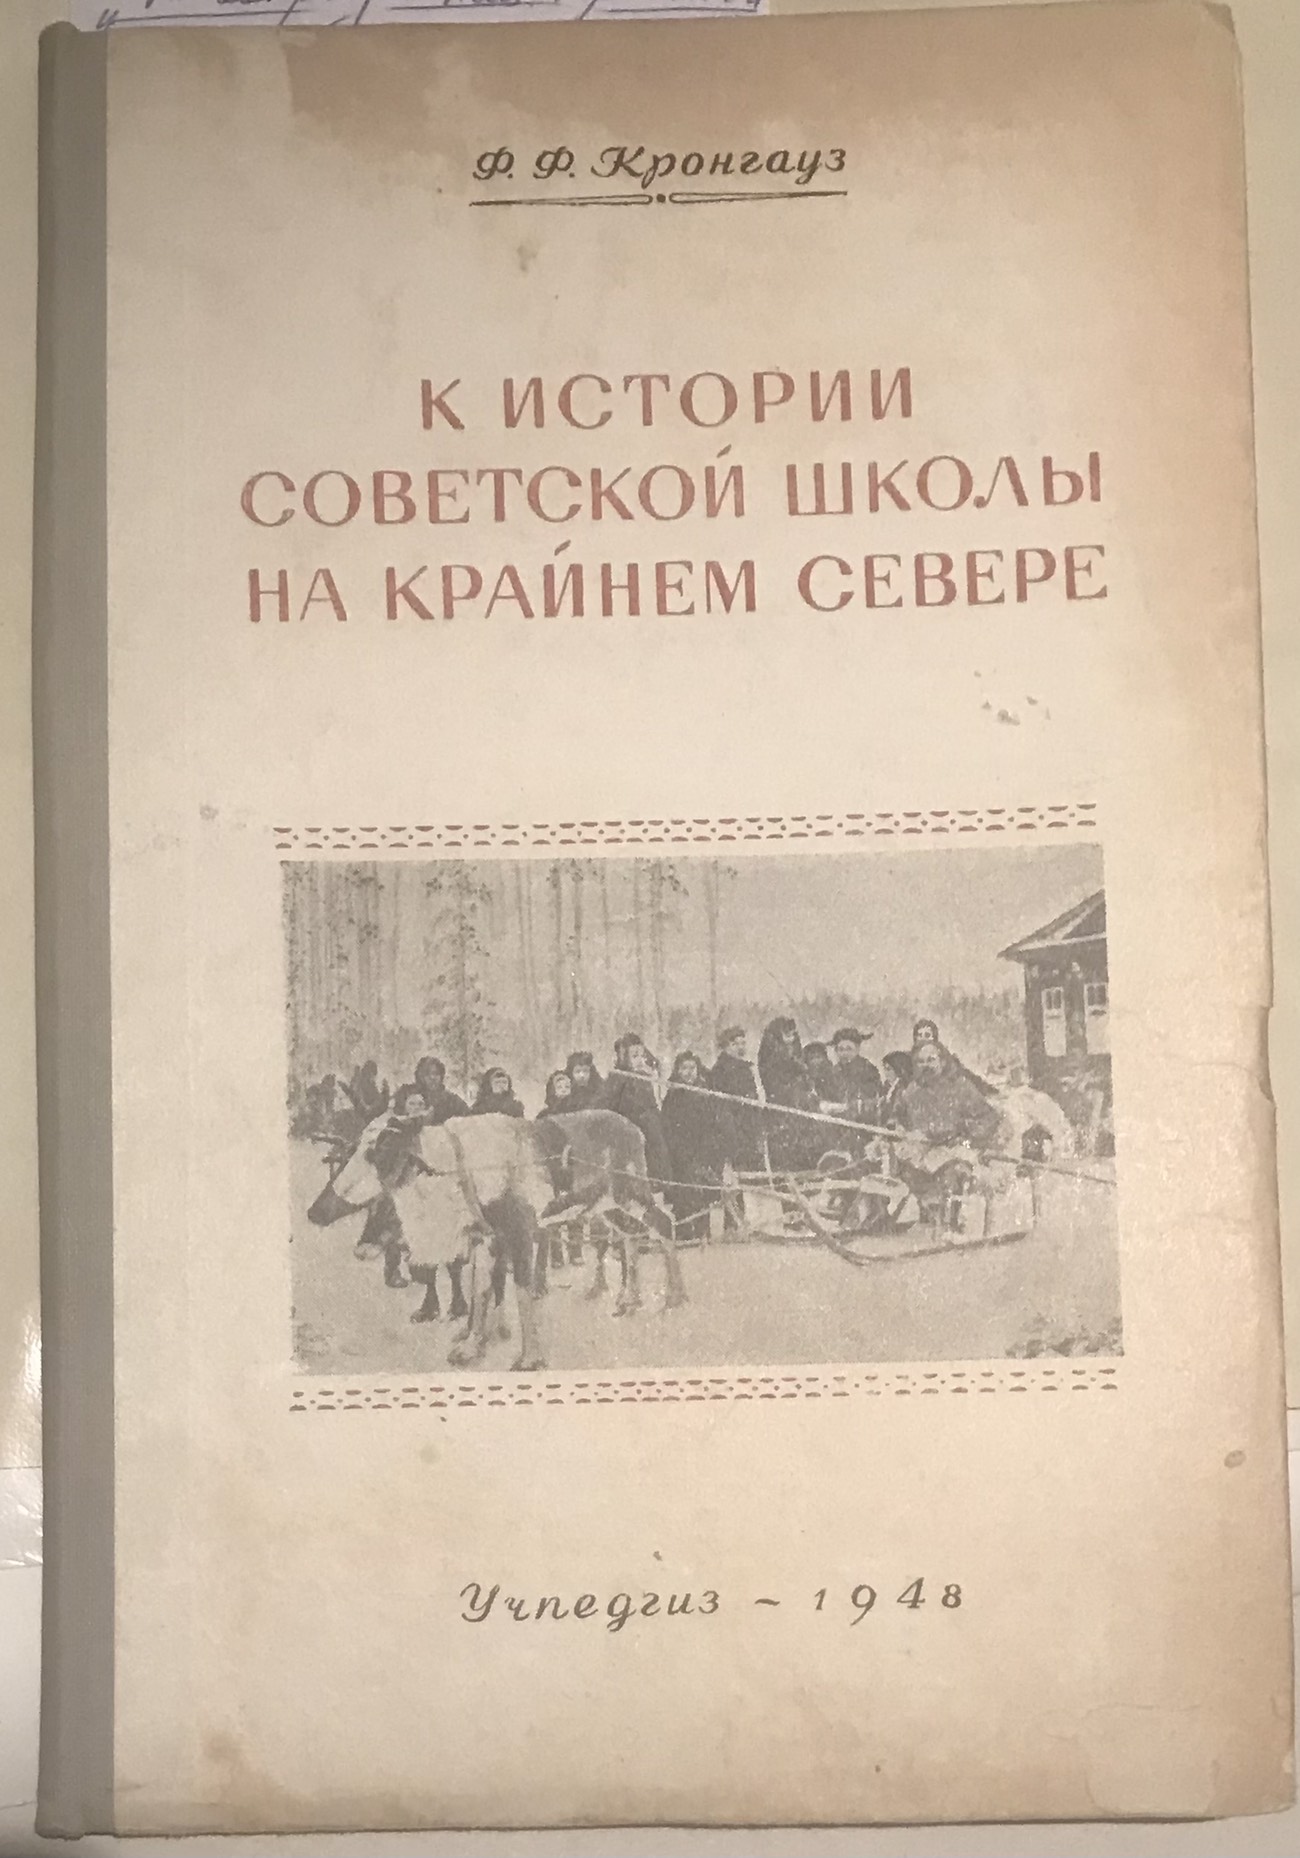 Ф. Ф. Кронгауз
К ИСТОРИИ
СОВЕТСКОЙ ШКОЛЫ
НА КРАЙНЕМ СЕВЕРЕ
Учпедгиз ~ 1948